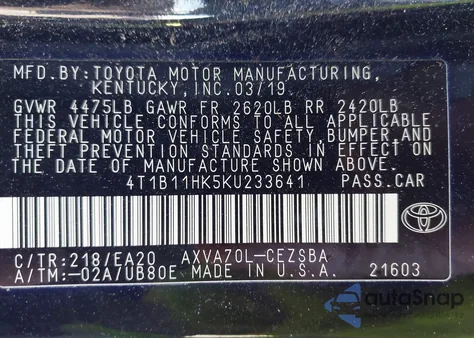 MFD.BY:TOYOTA MOTOR MANUFACTURING,
KENTUCKY,INC.03/19.
GVWR 4475LB GAWR FR 2620LB RR 2420LB
THIS VEHICLE CONFORMS TO ALL APPLICABLE
FEDERAL MOTOR VEHICLE SAFETY,BUMPER,AND
THEFT PREVENTION STANDARDS IN EFFECT ON
THE DATE OF MANUFACTURE SHOWN ABOVE.
4T1B11HK5KU233641 PASS.CAR
C/TR:218/EA20 AXVA70L-CEZSBA
A/TM:-02A/UB80E MADE IN U.S.A. 21603
autoSnap